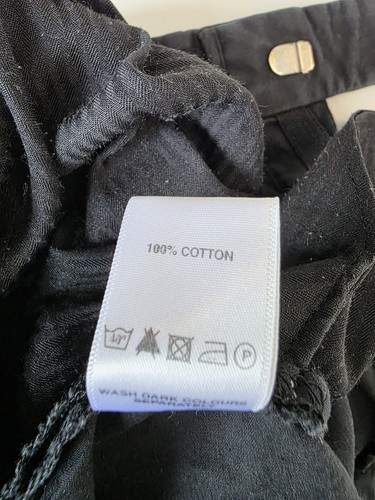 100% COTTON
P
WASH DARK COLOURS
SEPARATELY